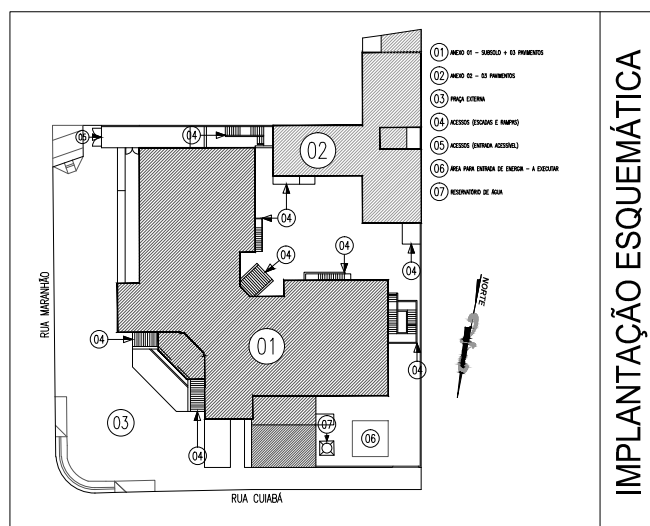 01 ANEXO 01 - SUBSOLO + 03 PAVIMENTOS
02 ANEXO 02 - 03 PAVIMENTOS
03 PRAÇA EXTERNA
04 ACESSOS (ESCADAS E RAMPAS)
05 ACESSOS (ENTRADA ACESSÍVEL)
06 ÁREA PARA ENTRADA DE ENERGIA - A EXECUTAR
07 RESERVATÓRIO DE ÁGUA
05
04
02
04
04
04
04
NORTE
RUA MARANHÃO
04
01
04
03
04
07
06
RUA CUIABÁ
IMPLANTAÇÃO ESQUEMÁTICA